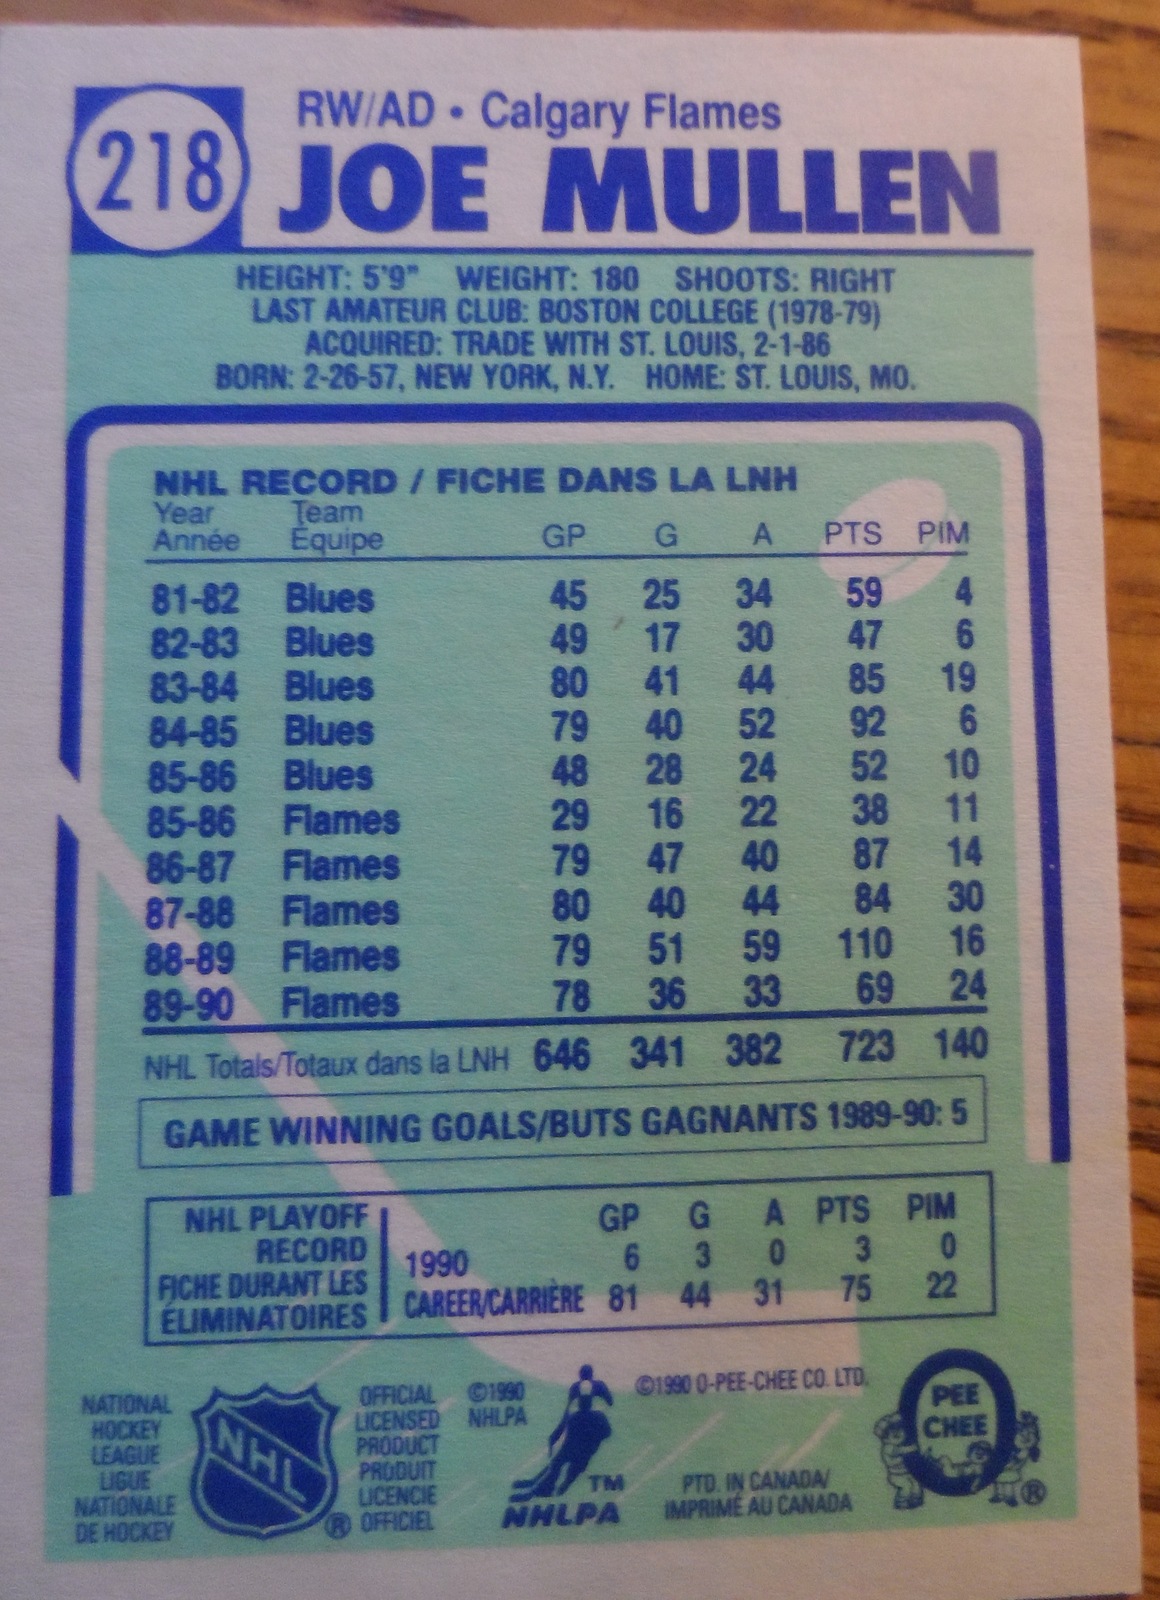 218
RW/AD • Calgary Flames
JOE MULLEN
HEIGHT: 5'9" WEIGHT: 180 SHOOTS: RIGHT
LAST AMATEUR CLUB: BOSTON COLLEGE (1978-79)
ACQUIRED: TRADE WITH ST. LOUIS, 2-1-86
BORN: 2-26-57, NEW YORK, N.Y. HOME: ST. LOUIS, MO.
NHL RECORD / FICHE DANS LA LNH
Year Team
Année Équipe GP G A PTS PIM
81-82 Blues 45 25 34 59 4
82-83 Blues 49 17 30 47 6
83-84 Blues 80 41 44 85 19
84-85 Blues 79 40 52 92 6
85-86 Blues 48 28 24 52 10
85-86 Flames 29 16 22 38 11
86-87 Flames 79 47 40 87 14
87-88 Flames 80 40 44 84 30
88-89 Flames 79 51 59 110 16
89-90 Flames 78 36 33 69 24
NHL Totals/Totaux dans la LNH 646 341 382 723 140
GAME WINNING GOALS/BUTS GAGNANTS 1989-90: 5
NHL PLAYOFF
RECORD
FICHE DURANT LES
ÉLIMINATOIRES
GP G A PTS PIM
1990 6 3 0 3 0
CAREER/CARRIÈRE 81 44 31 75 22
NATIONAL
HOCKEY
LEAGUE
LIGUE
NATIONALE
DE HOCKEY
NHL
®
OFFICIAL
LICENSED
PRODUCT
PRODUIT
LICENCIE
OFFICIEL
©1990
NHLPA
TM
NHLPA
©1990 O-PEE-CHEE CO. LTD.
PTD. IN CANADA/
IMPRIMÉ AU CANADA
O
PEE
CHEE
®